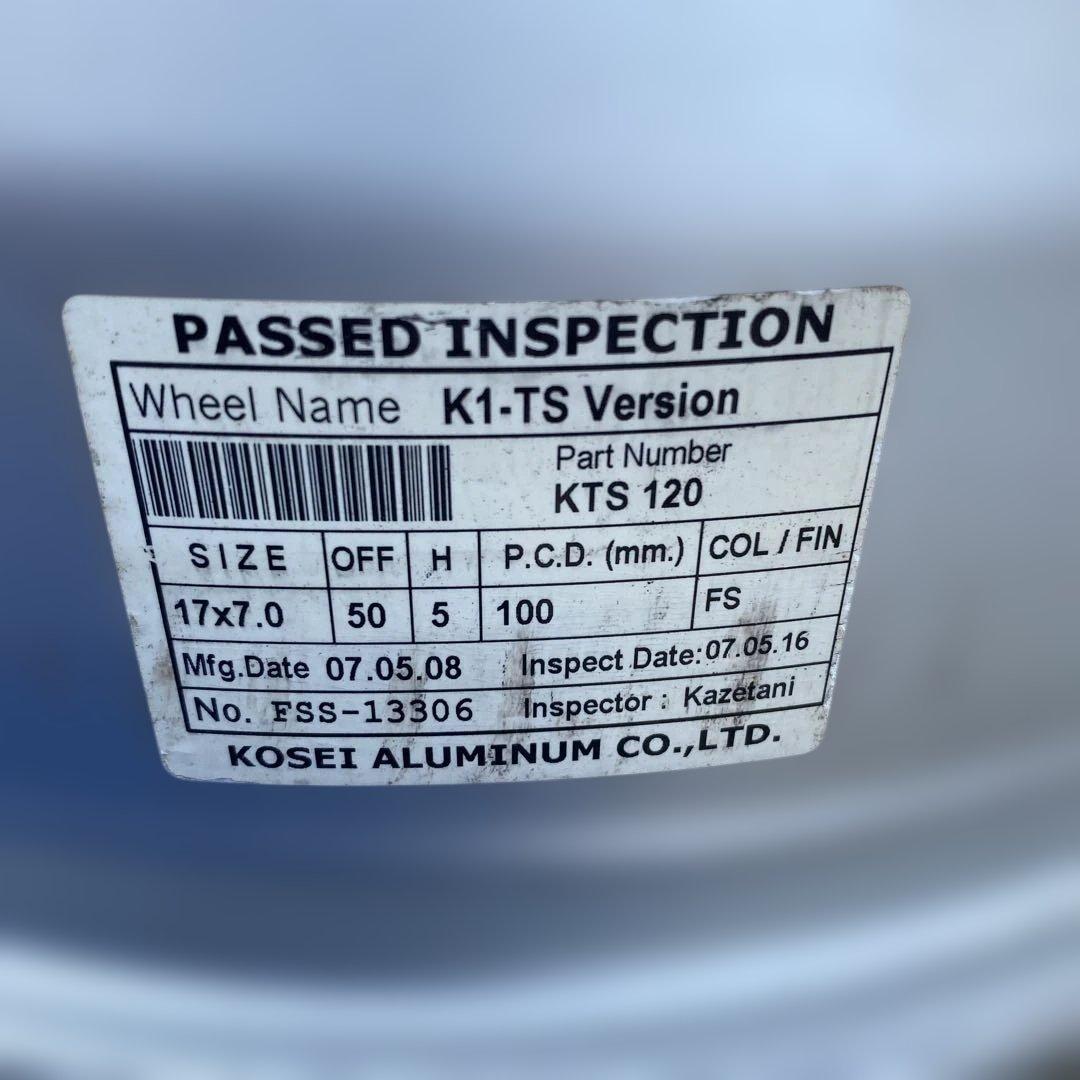 PASSED INSPECTION
Wheel Name K1-TS Version
Part Number
KTS 120
SIZE OFF H P.C.D. (mm.) COL / FIN
17x7.0 50 5 100 FS
Mfg.Date 07.05.08 Inspect Date: 07.05.16
No. FSS-13306 Inspector : Kazetani
KOSEI ALUMINUM CO.,LTD.